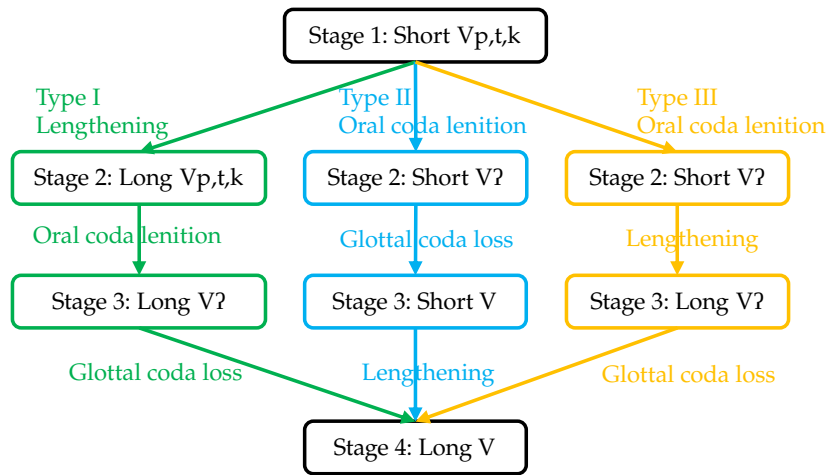 Stage 1: Short Vp,t,k
Type I
Lengthening
Type II
Oral coda lenition
Type III
Oral coda lenition
Stage 2: Long Vp,t,k
Stage 2: Short Vʔ
Stage 2: Short Vʔ
Oral coda lenition
Glottal coda loss
Lengthening
Stage 3: Long Vʔ
Stage 3: Short V
Stage 3: Long Vʔ
Glottal coda loss
Lengthening
Glottal coda loss
Stage 4: Long V